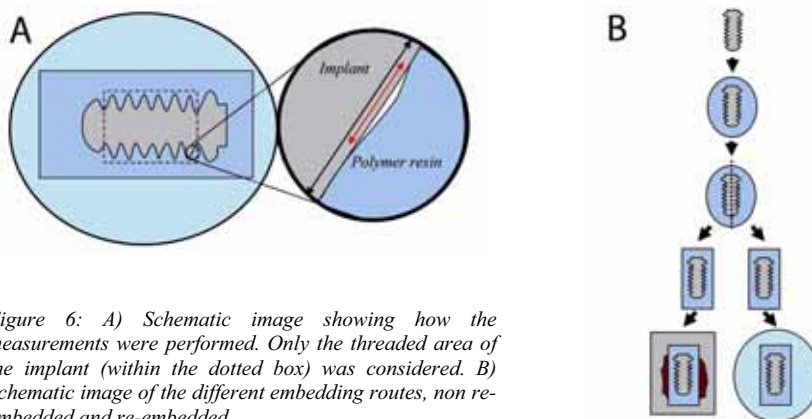 A
B
Implant
Polymer resin
igure 6: A) Schematic image showing how the
measurements were performed. Only the threaded area of
he implant (within the dotted box) was considered. B)
chematic image of the different embedding routes, non re-
mbedded and re-embedded